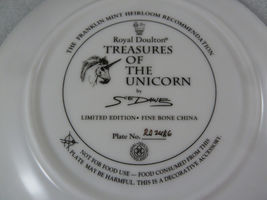 THE FRANKLIN MINT HEIRLOOM RECOMMENDATION
Royal Doulton®
TREASURES
OF
THE
UNICORN
by
LIMITED EDITION • FINE BONE CHINA
Plate No.
NOT FOR FOOD USE — FOOD CONSUMED FROM THIS
PLATE MAY BE HARMFUL. THIS IS A DECORATIVE ACCESSORY.